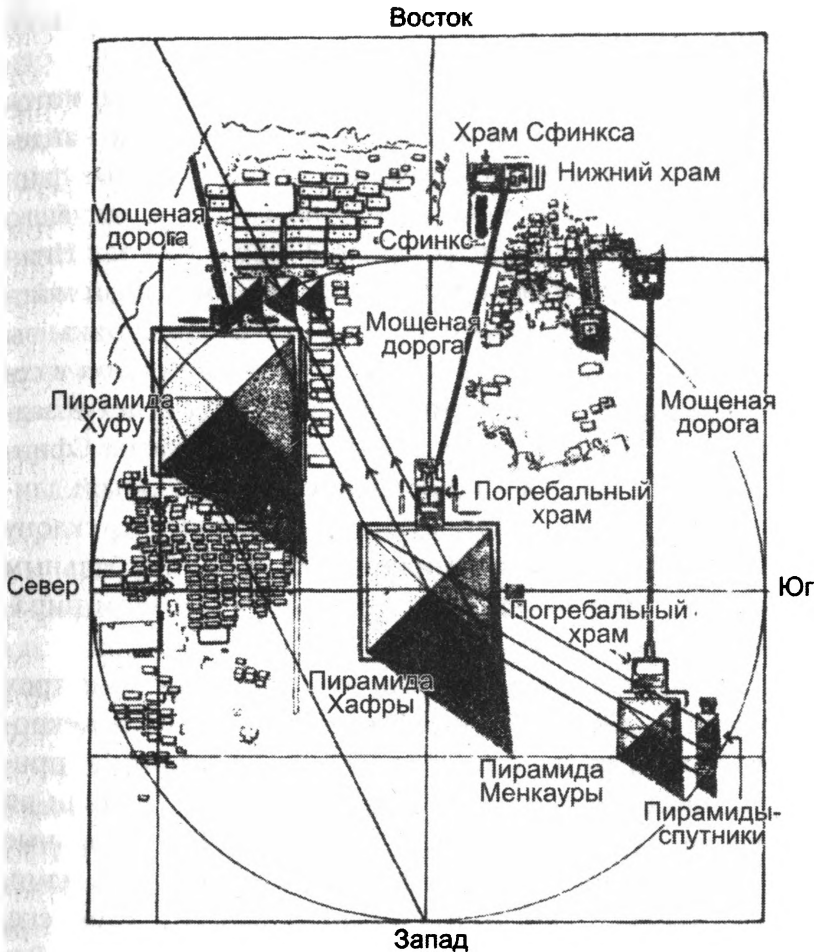 Восток
Храм Сфинкса
Нижний храм
Мощеная
дорога
Сфинкс
Мощеная
дорога
Пирамида
Хуфу
Мощеная
дорога
Погребальный
храм
Север
Юг
Погребальный
храм
Пирамида
Хафры
Пирамида
Менкауры
Пирамиды-
спутники
Запад